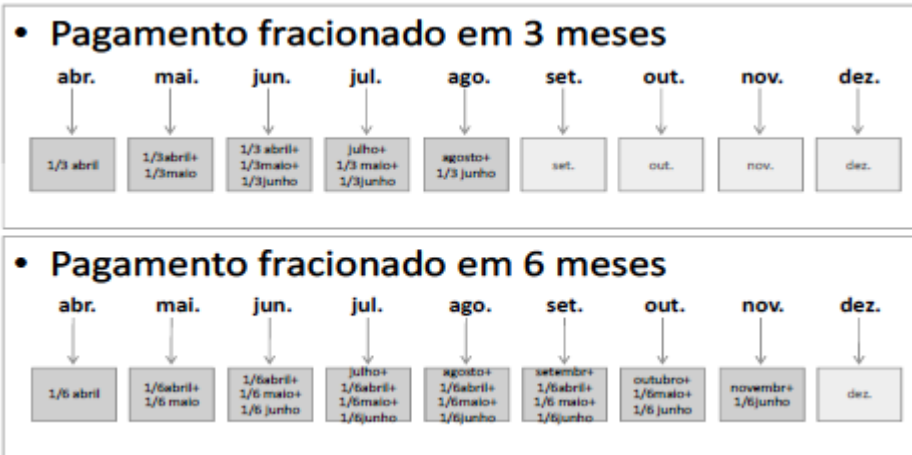 • Pagamento fracionado em 3 meses
abr. mai. jun. jul. ago. set. out. nov. dez.
1/3 abril
1/3abril+
1/3maio
1/3 abril+
1/3maio+
1/3junho
julho+
1/3 maio+
1/3junho
agosto+
1/3 junho
set.
out.
nov.
dez.
• Pagamento fracionado em 6 meses
abr. mai. jun. jul. ago. set. out. nov. dez.
1/6 abril
1/6abril+
1/6 maio
1/6abril+
1/6 maio+
1/6 junho
julho+
1/6abril+
1/6maio+
1/6junho
agosto+
1/6abril+
1/6maio+
1/6junho
setembr+
1/6abril+
1/6 maio+
1/6junho
outubro+
1/6maio+
1/6 junho
novembr+
1/6junho
dez.